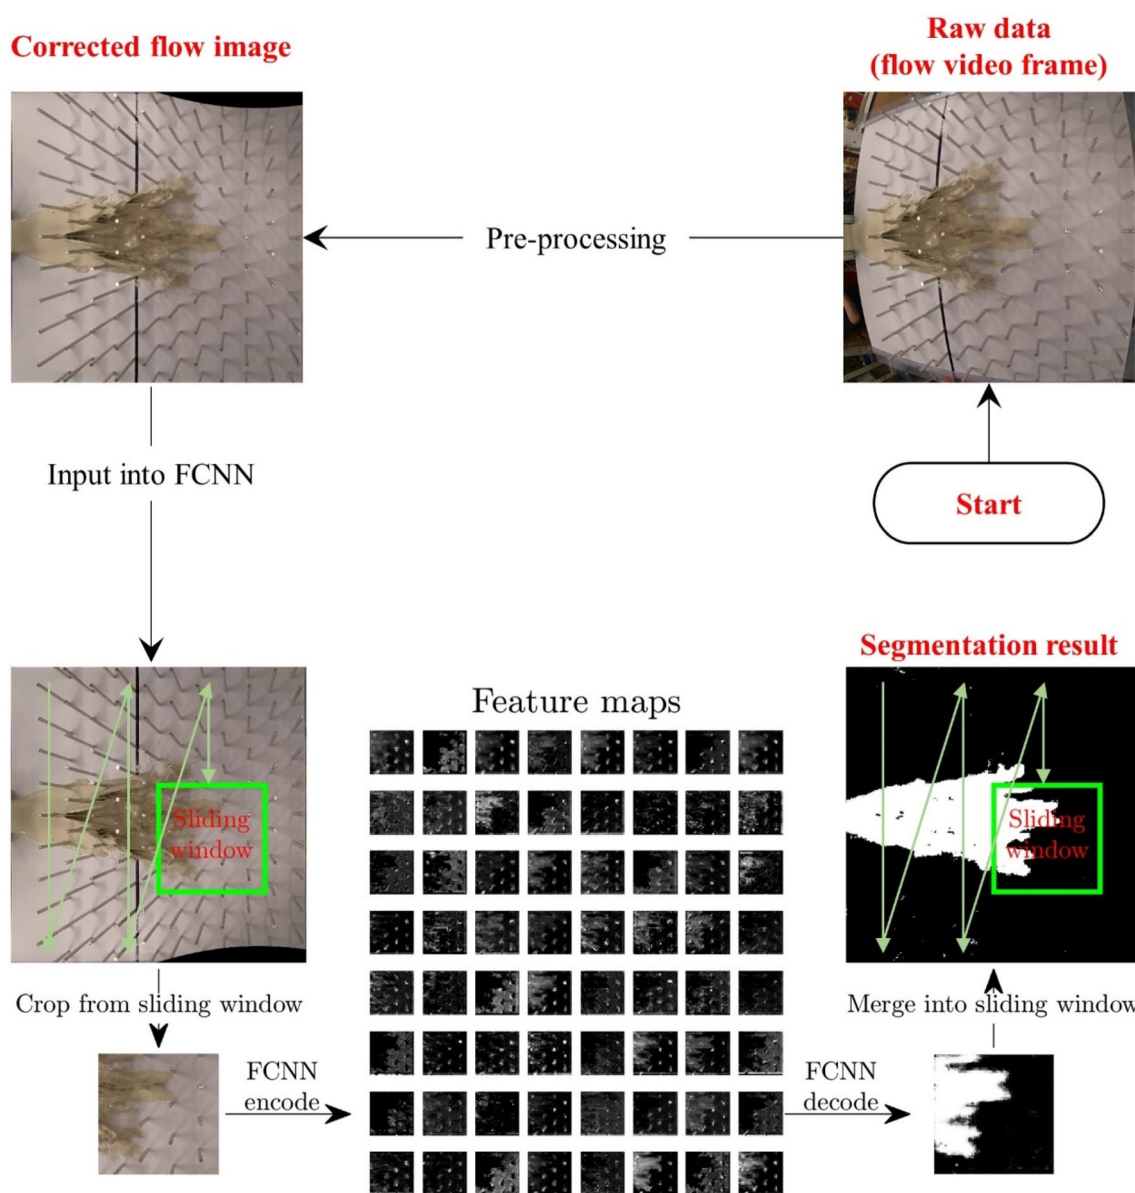 Corrected flow image
Raw data
(flow video frame)
Pre-processing
Input into FCNN
Start
Segmentation result
Feature maps
Sliding
window
Sliding
window
Crop from sliding window
Merge into sliding window
FCNN
encode
FCNN
decode